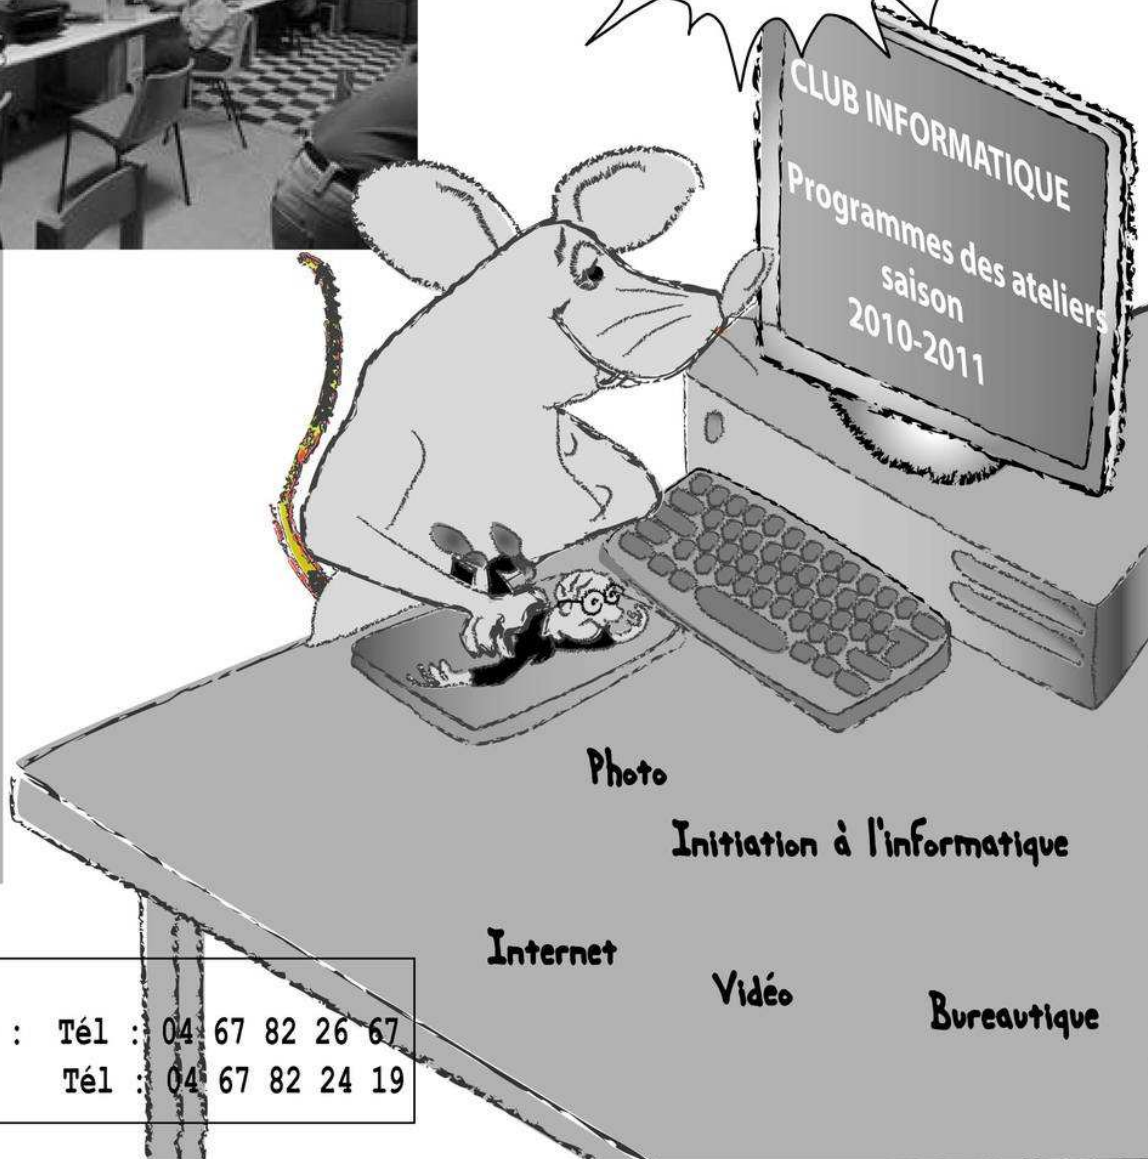 CLUB INFORMATIQUE
Programmes des ateliers
saison
2010-2011
Photo
Initiation à l'informatique
Internet
Vidéo
Bureautique
: Tél : 04 67 82 26 67
Tél : 04 67 82 24 19